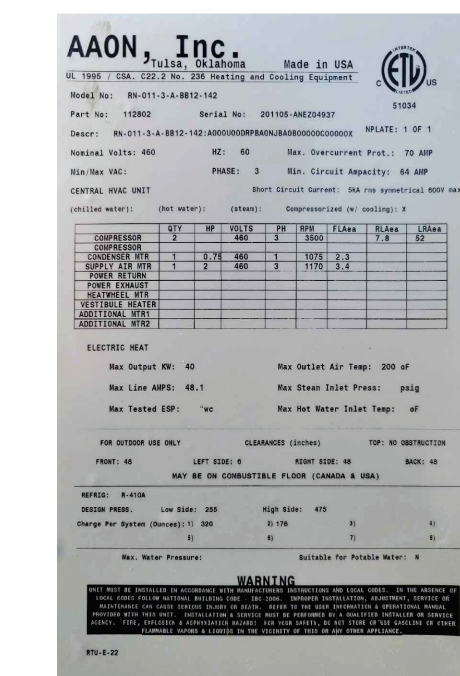 AAON, Inc.
Tulsa, Oklahoma Made in USA
UL 1995 / CSA. C22.2 No. 236 Heating and Cooling Equipment
INTERTEK
C ETL US
LISTED
51034
Model No: RN-011-3-A-BB12-142
Part No: 112802 Serial No: 201105-ANEZ04937
Descr: RN-011-3-A-BB12-142:A000U00DRPBA0NJBA0B00000C00000X NPLATE: 1 OF 1
Nominal Volts: 460 HZ: 60 Max. Overcurrent Prot.: 70 AMP
Min/Max VAC: PHASE: 3 Min. Circuit Ampacity: 64 AMP
CENTRAL HVAC UNIT Short Circuit Current: 5kA rms symmetrical 600V max
(chilled water): (hot water): (steam): Compressorized (w/ cooling): X
QTY HP VOLTS PH RPM FLAea RLAea LRAea
COMPRESSOR 2 460 3 3500 7.8 52
COMPRESSOR
CONDENSER MTR 1 0.75 460 1 1075 2.3
SUPPLY AIR MTR 1 2 460 3 1170 3.4
POWER RETURN
POWER EXHAUST
HEATWHEEL MTR
VESTIBULE HEATER
ADDITIONAL MTR1
ADDITIONAL MTR2
ELECTRIC HEAT
Max Output KW: 40 Max Outlet Air Temp: 200 oF
Max Line AMPS: 48.1 Max Steam Inlet Press: psig
Max Tested ESP: "wc Max Hot Water Inlet Temp: oF
FOR OUTDOOR USE ONLY CLEARANCES (inches) TOP: NO OBSTRUCTION
FRONT: 48 LEFT SIDE: 6 RIGHT SIDE: 48 BACK: 48
MAY BE ON COMBUSTIBLE FLOOR (CANADA & USA)
REFRIG: R-410A
DESIGN PRESS. Low Side: 255 High Side: 475
Charge Per System (Ounces): 1) 320 2) 176 3) 4)
5) 6) 7) 8)
Max. Water Pressure: Suitable for Potable Water: N
WARNING
UNIT MUST BE INSTALLED IN ACCORDANCE WITH MANUFACTURERS INSTRUCTIONS AND LOCAL CODES. IN THE ABSENCE OF
LOCAL CODES FOLLOW NATIONAL BUILDING CODE - IBC-2006. IMPROPER INSTALLATION, ADJUSTMENT, SERVICE OR
MAINTENANCE CAN CAUSE SERIOUS INJURY OR DEATH. REFER TO THE USER INFORMATION & OPERATIONAL MANUAL
PROVIDED WITH THIS UNIT. INSTALLATION & SERVICE MUST BE PERFORMED BY A QUALIFIED INSTALLER OR SERVICE
AGENCY. FIRE, EXPLOSION & ASPHYXIATION HAZARD: FOR YOUR SAFETY, DO NOT STORE OR USE GASOLINE OR OTHER
FLAMMABLE VAPORS & LIQUIDS IN THE VICINITY OF THIS OR ANY OTHER APPLIANCE.
RTU-E-22